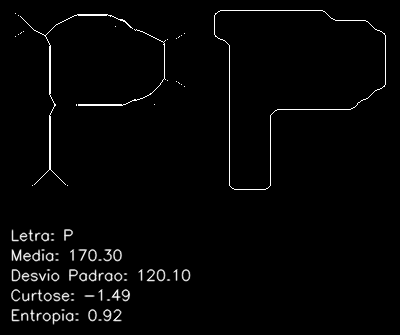 P P
Letra: P
Media: 170.30
Desvio Padrao: 120.10
Curtose: -1.49
Entropia: 0.92